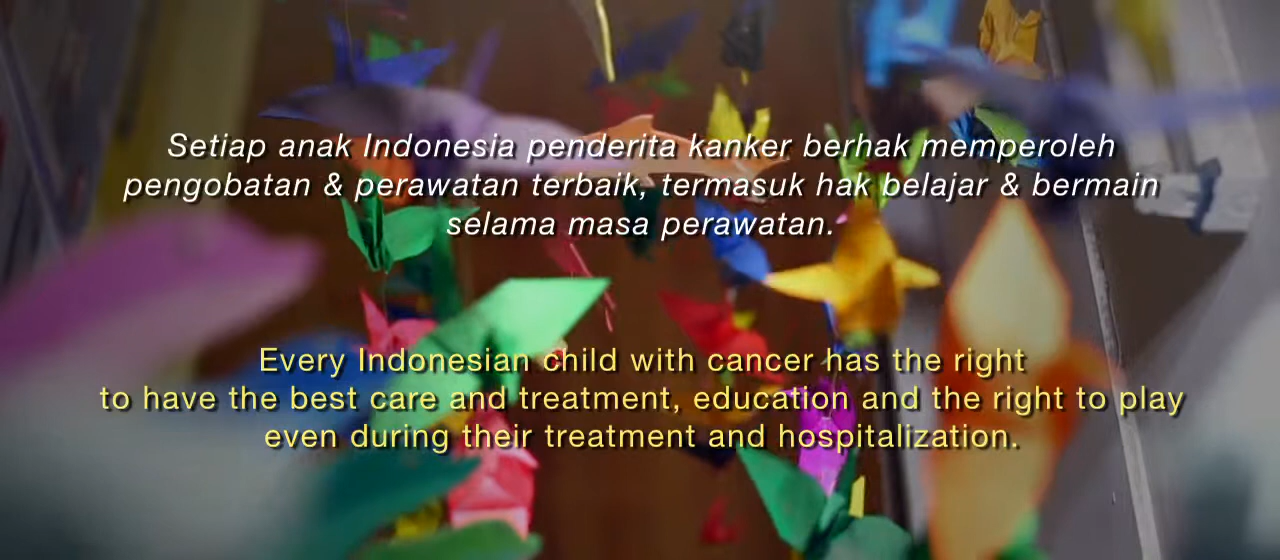 Setiap anak Indonesia penderita kanker berhak memperoleh
pengobatan & perawatan terbaik, termasuk hak belajar & bermain
selama masa perawatan.
Every Indonesian child with cancer has the right
to have the best care and treatment, education and the right to play
even during their treatment and hospitalization.